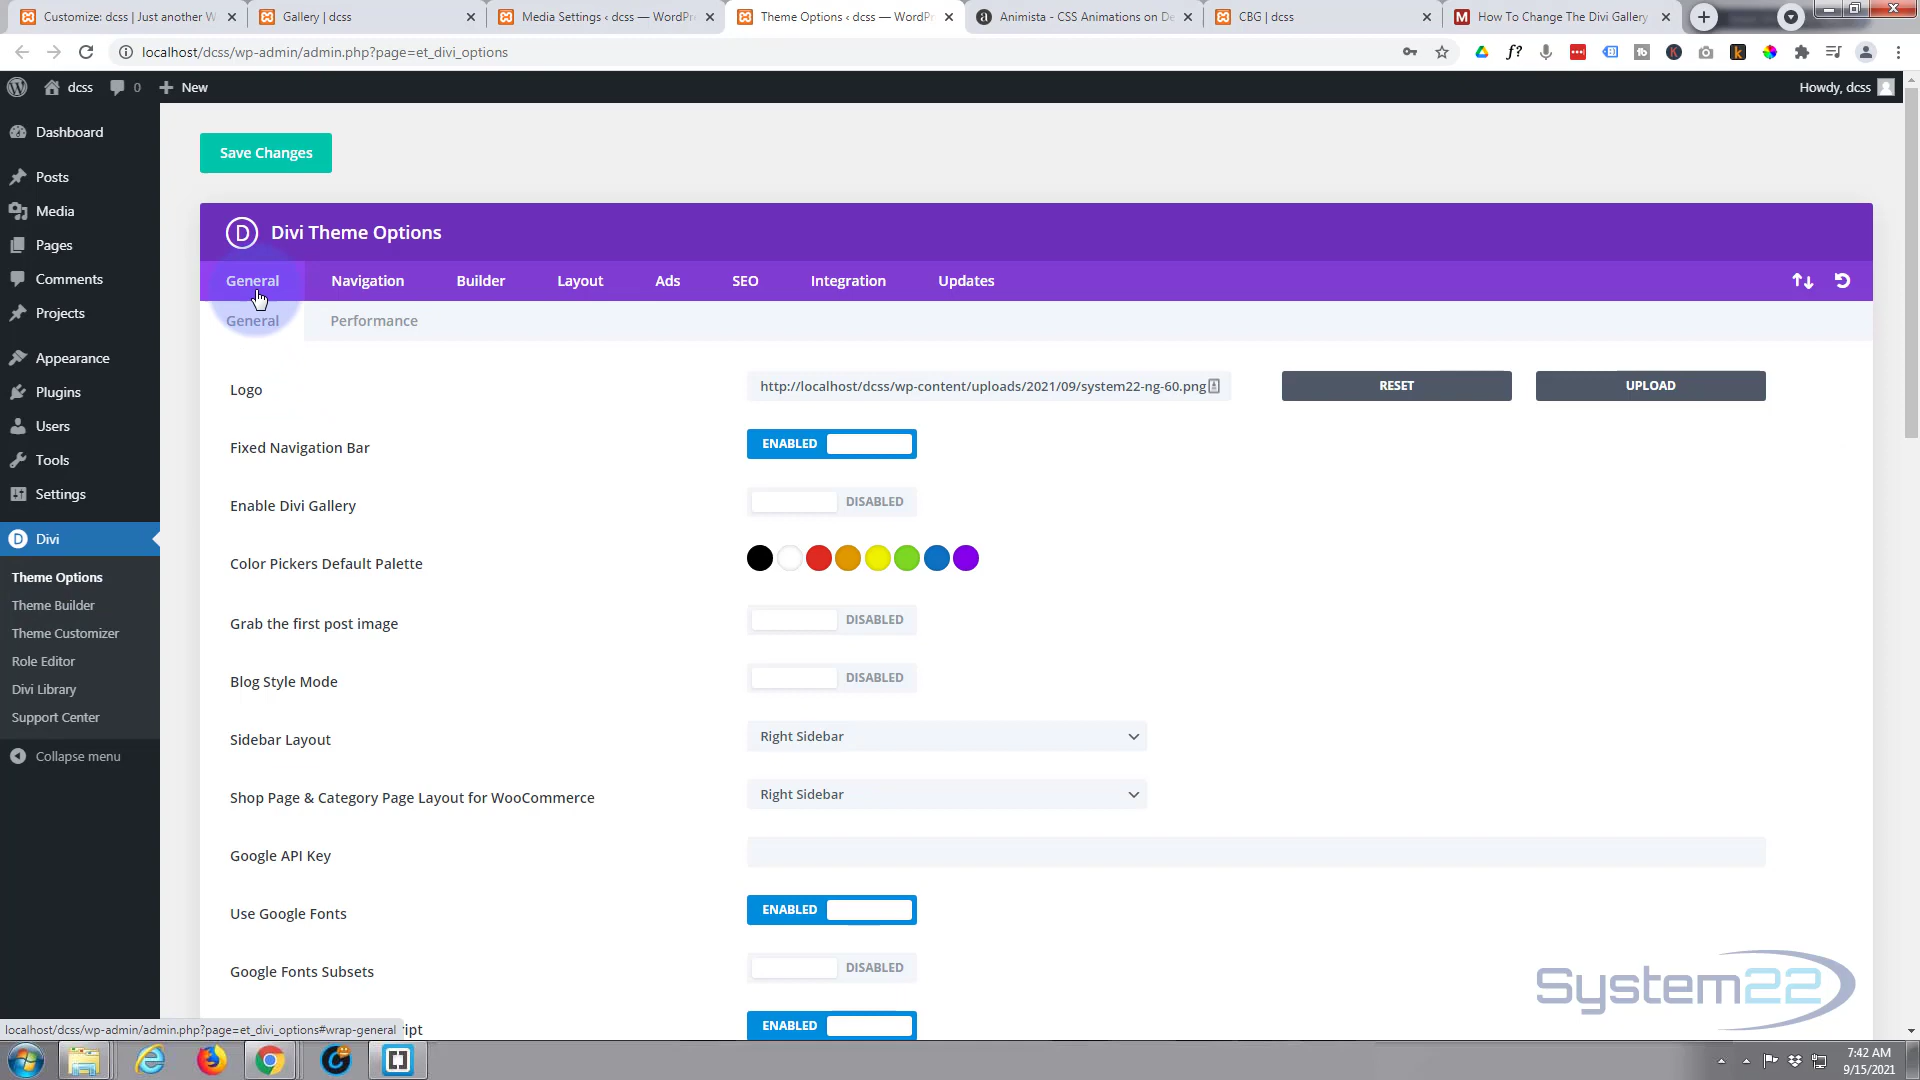 Customize: dcss | Just another W
Gallery | dcss
Media Settings ‹ dcss — WordPr
Theme Options ‹ dcss — WordP
Animista - CSS Animations on De
CBG | dcss
How To Change The Divi Gallery
localhost/dcss/wp-admin/admin.php?page=et_divi_options
dcss
0
New
Howdy, dcss
Dashboard
Posts
Media
Pages
Comments
Projects
Appearance
Plugins
Users
Tools
Settings
Divi
Theme Options
Theme Builder
Theme Customizer
Role Editor
Divi Library
Support Center
Collapse menu
Save Changes
D Divi Theme Options
General Navigation Builder Layout Ads SEO Integration Updates
General Performance
Logo http://localhost/dcss/wp-content/uploads/2021/09/system22-ng-60.png RESET UPLOAD
Fixed Navigation Bar ENABLED
Enable Divi Gallery DISABLED
Color Pickers Default Palette
Grab the first post image DISABLED
Blog Style Mode DISABLED
Sidebar Layout Right Sidebar
Shop Page & Category Page Layout for WooCommerce Right Sidebar
Google API Key
Use Google Fonts ENABLED
Google Fonts Subsets DISABLED
ript ENABLED
System22
localhost/dcss/wp-admin/admin.php?page=et_divi_options#wrap-general
7:42 AM
9/15/2021